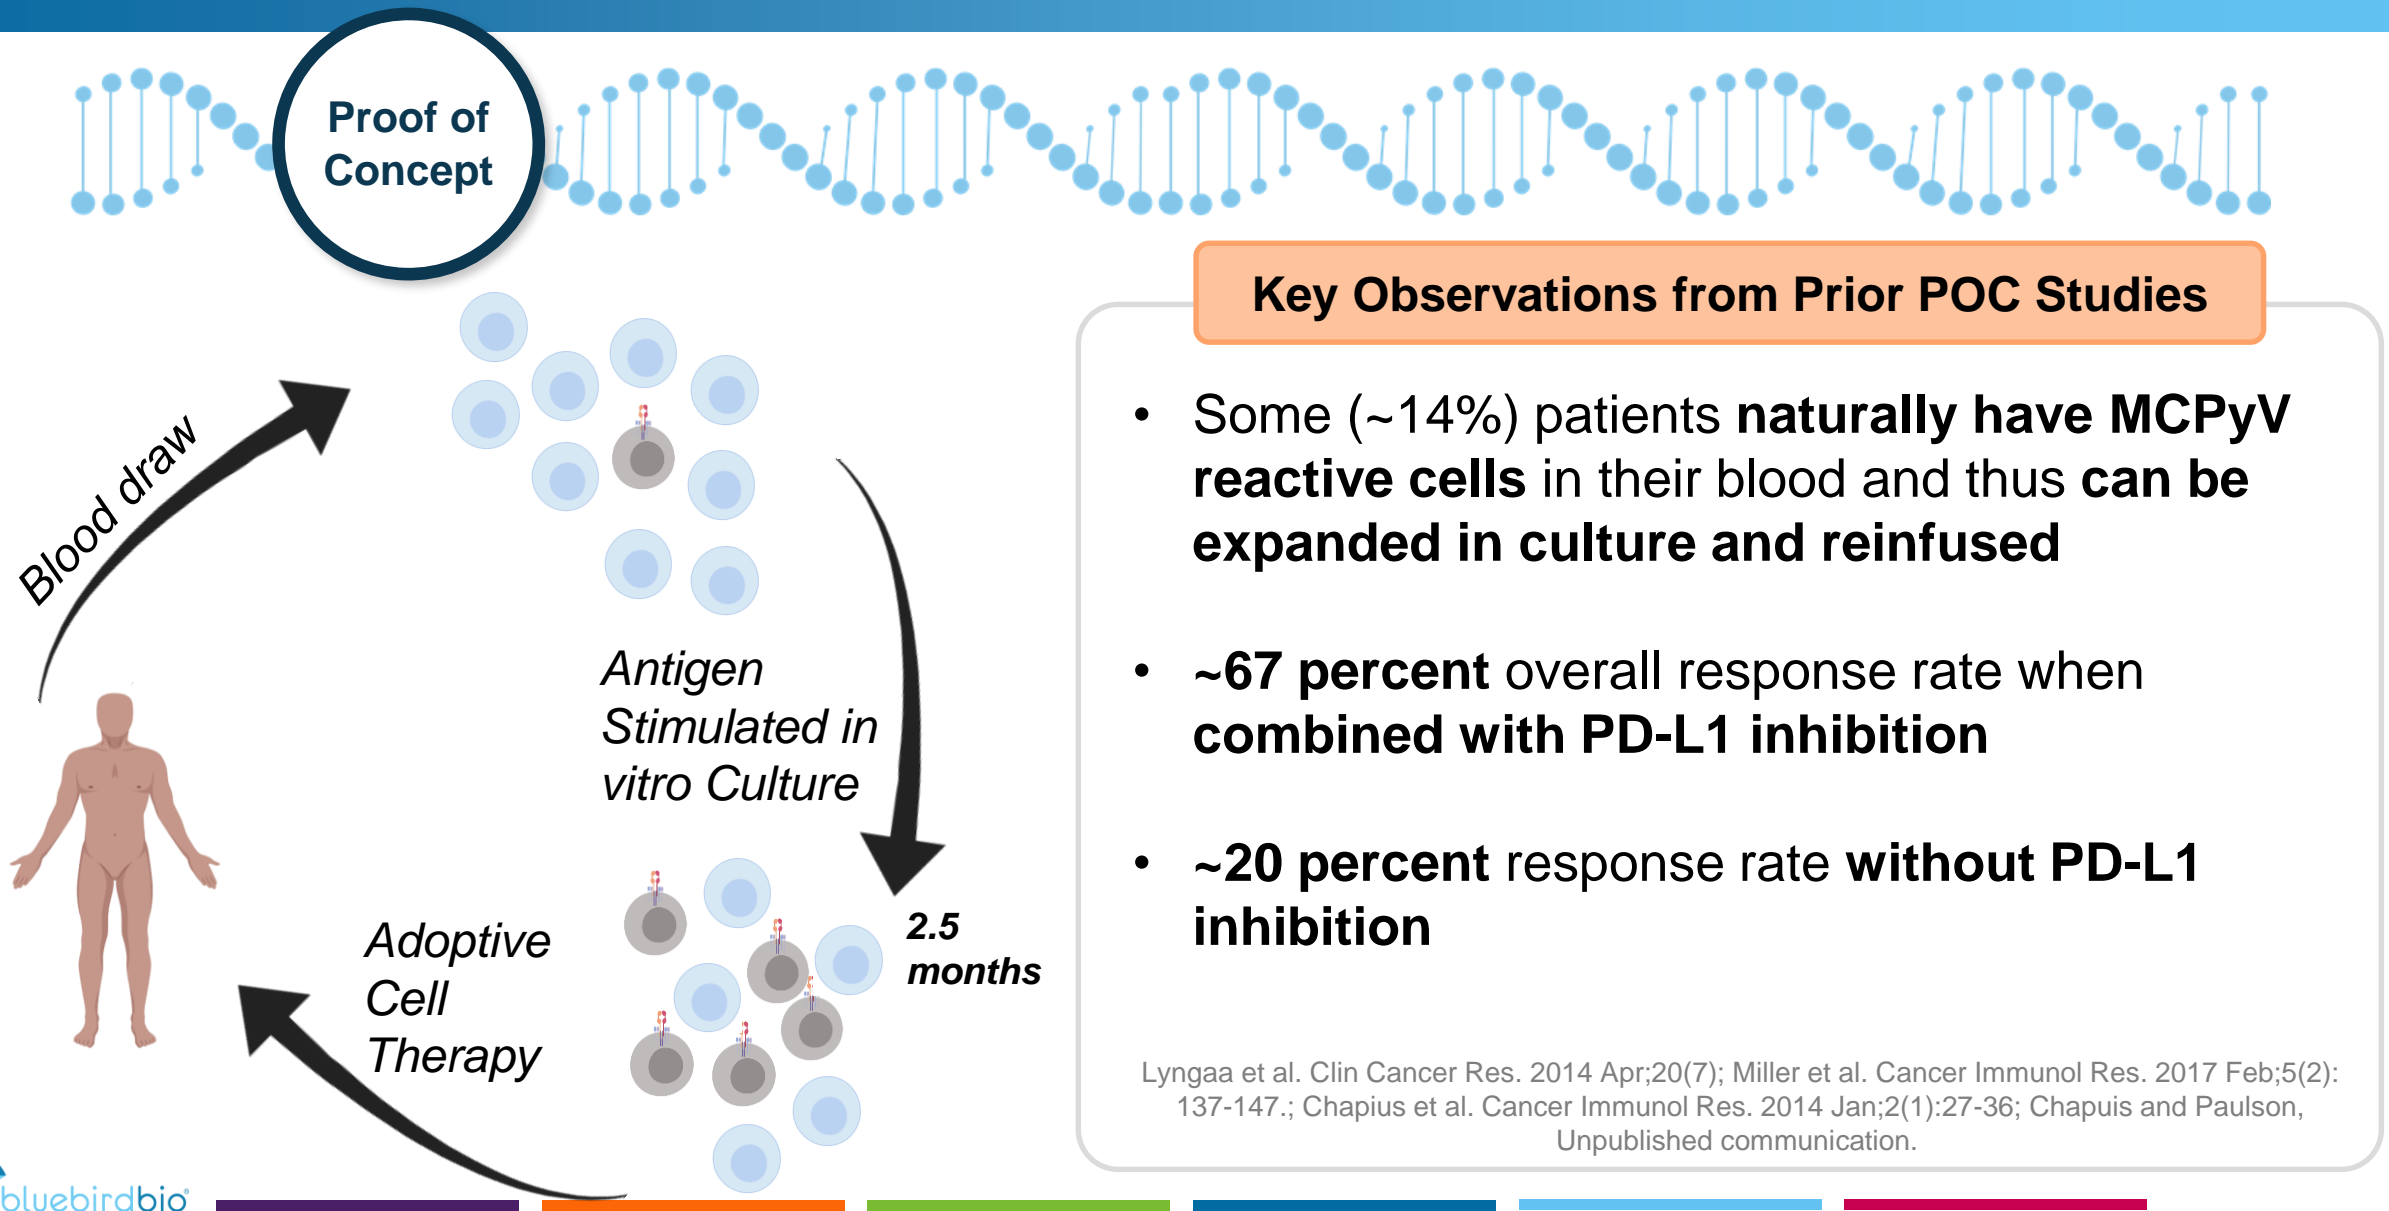 Proof of
Concept
Key Observations from Prior POC Studies
Blood draw
Antigen
Stimulated in
vitro Culture
2.5
months
Adoptive
Cell
Therapy
• Some (~14%) patients naturally have MCPyV
reactive cells in their blood and thus can be
expanded in culture and reinfused
• ~67 percent overall response rate when
combined with PD-L1 inhibition
• ~20 percent response rate without PD-L1
inhibition
Lyngaa et al. Clin Cancer Res. 2014 Apr;20(7); Miller et al. Cancer Immunol Res. 2017 Feb;5(2):
137-147.; Chapius et al. Cancer Immunol Res. 2014 Jan;2(1):27-36; Chapuis and Paulson,
Unpublished communication.
bluebirdbio